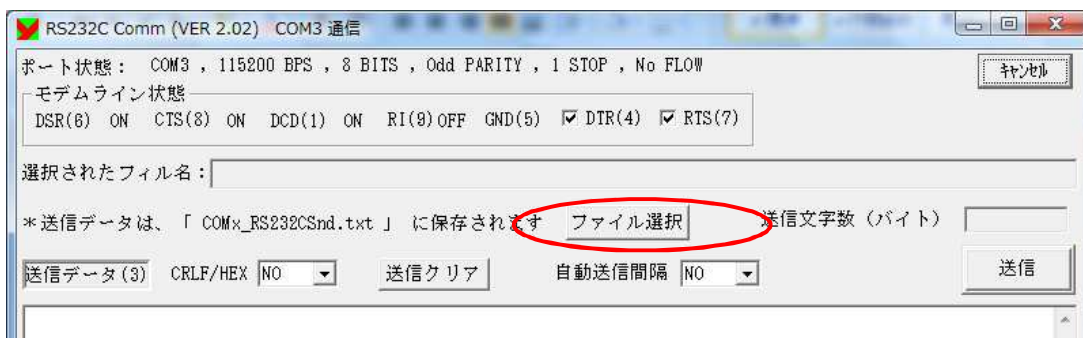 RS232C Comm (VER 2.02) COM3 通信
ポート状態: COM3 , 115200 BPS , 8 BITS , Odd PARITY , 1 STOP , No FLOW
キャンセル
モデムライン状態
DSR(6) ON CTS(8) ON DCD(1) ON RI(9) OFF GND(5) DTR(4) RTS(7)
選択されたフィル名:
*送信データは、「 COMx_RS232CSnd.txt 」 に保存されます ファイル選択 送信文字数 (バイト)
送信データ(3) CRLF/HEX NO 送信クリア 自動送信間隔 NO 送信